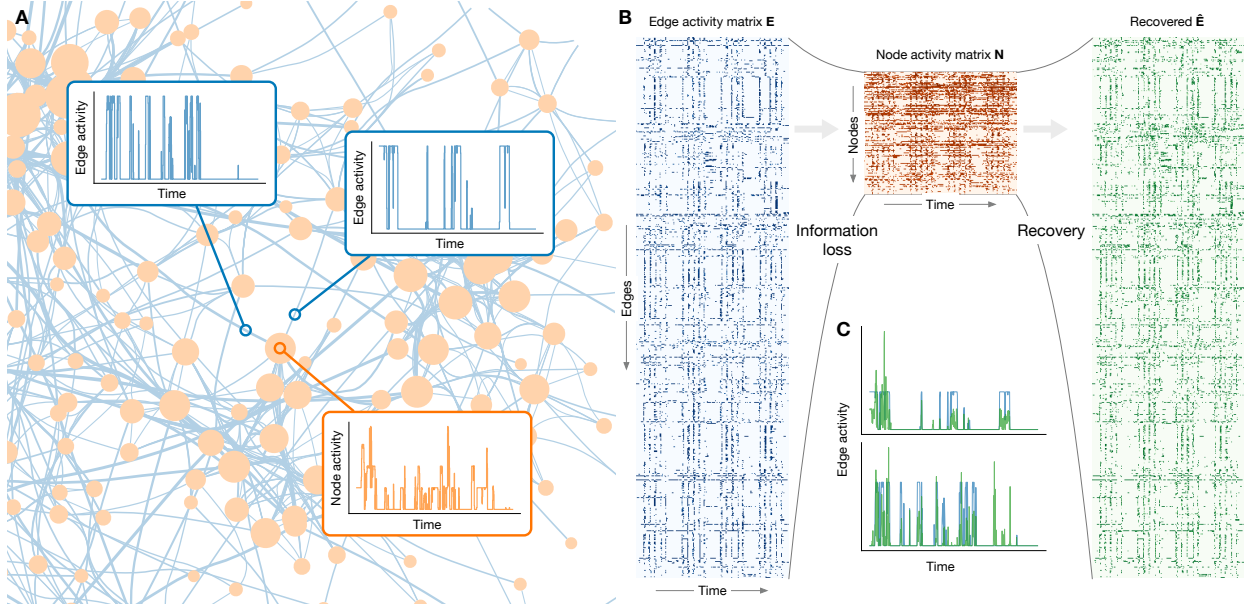 A
Edge activity
Time
Edge activity
Time
Node activity
Time
B
Edge activity matrix E
Edges
Time
Node activity matrix N
Nodes
Time
Information
loss
Recovery
Recovered Ê
C
Edge activity
Time